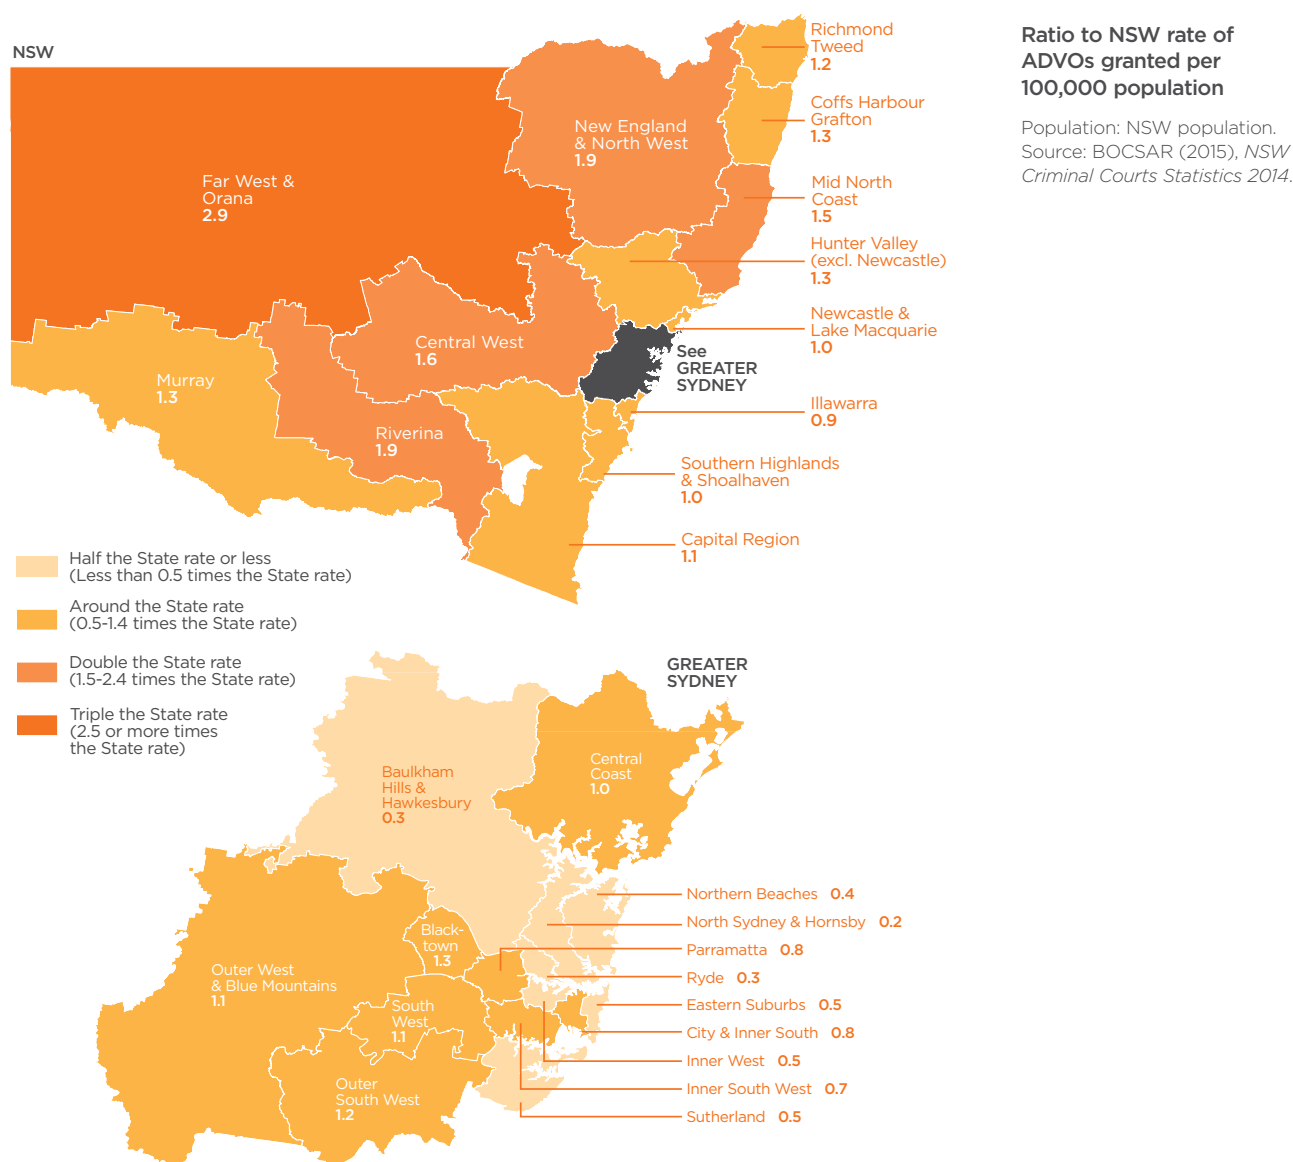 NSW
Richmond
Tweed
1.2
Coffs Harbour
Grafton
1.3
New England
& North West
1.9
Far West &
Orana
2.9
Mid North
Coast
1.5
Hunter Valley
(excl. Newcastle)
1.3
Newcastle &
Lake Macquarie
1.0
Central West
1.6
See
GREATER
SYDNEY
Murray
1.3
Illawarra
0.9
Riverina
1.9
Southern Highlands
& Shoalhaven
1.0
Capital Region
1.1
Ratio to NSW rate of
ADVOs granted per
100,000 population
Population: NSW population.
Source: BOCSAR (2015), NSW
Criminal Courts Statistics 2014.
Half the State rate or less
(Less than 0.5 times the State rate)
Around the State rate
(0.5-1.4 times the State rate)
Double the State rate
(1.5-2.4 times the State rate)
Triple the State rate
(2.5 or more times
the State rate)
GREATER
SYDNEY
Central
Coast
1.0
Baulkham
Hills &
Hawkesbury
0.3
Northern Beaches 0.4
North Sydney & Hornsby 0.2
Parramatta 0.8
Ryde 0.3
Eastern Suburbs 0.5
City & Inner South 0.8
Inner West 0.5
Inner South West 0.7
Sutherland 0.5
Black-
town
1.3
Outer West
& Blue Mountains
1.1
South
West
1.1
Outer
South West
1.2